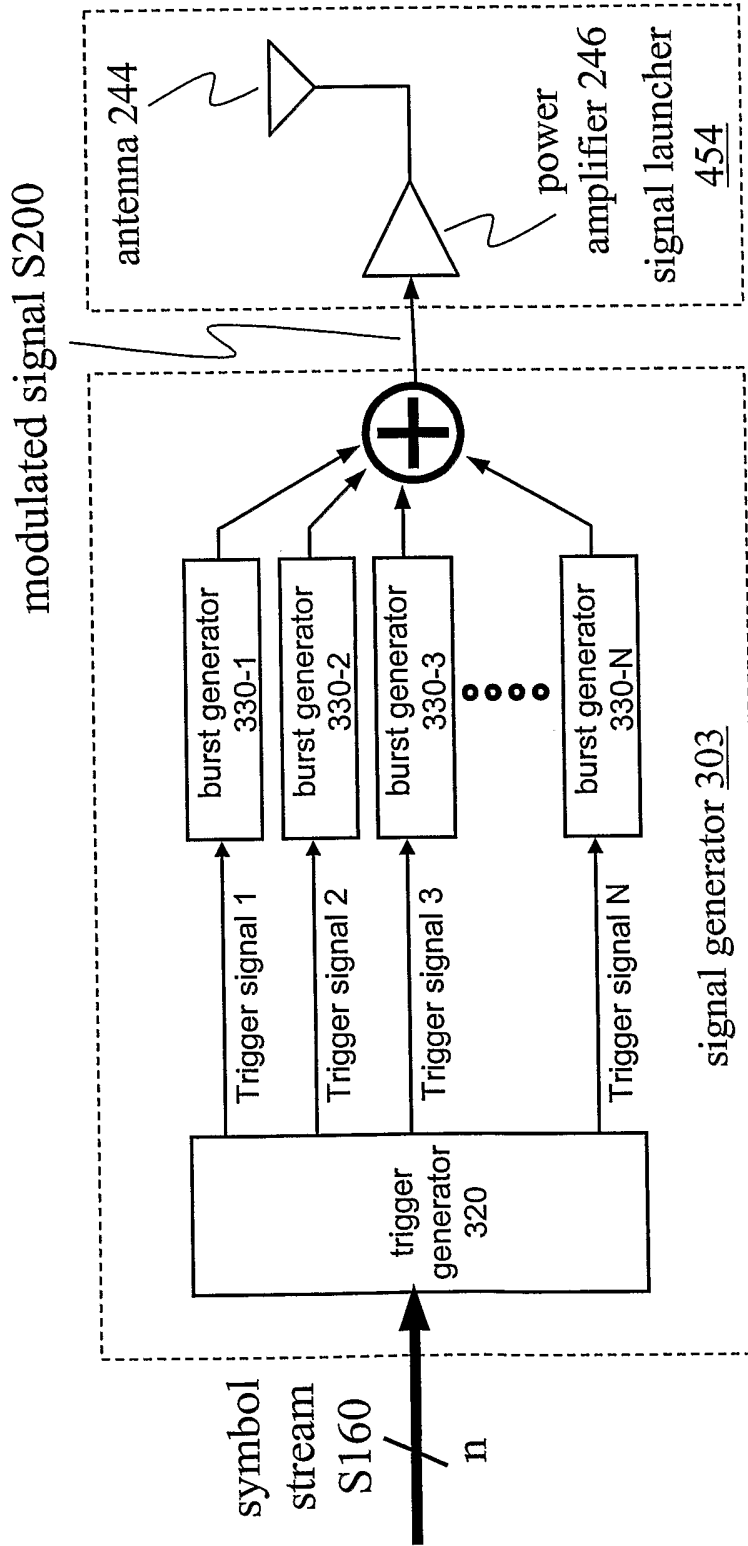 modulated signal S200
antenna 244
power
amplifier 246
signal launcher
454
burst generator
330-1
burst generator
330-2
burst generator
330-3
burst generator
330-N
Trigger signal 1
Trigger signal 2
Trigger signal 3
Trigger signal N
trigger
generator
320
symbol
stream
S160
n
signal generator 303